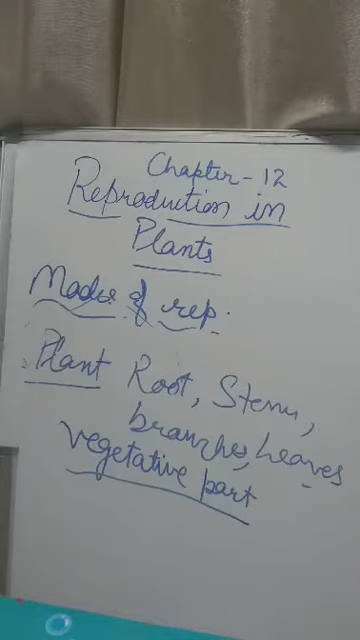 Chapter - 12
Reproduction in
Plants
Modes of rep.
Plant Root, Stem,
branches, leaves
vegetative part